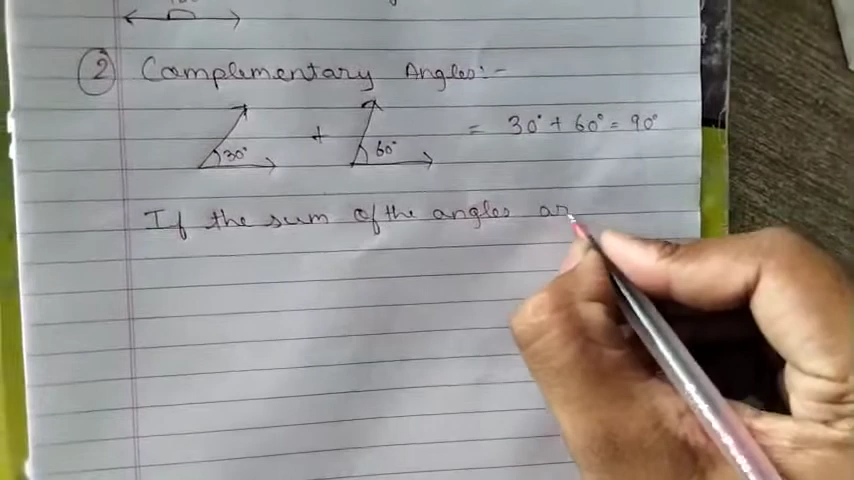 ② Complementary Angles:-
30° + 60° = 30° + 60° = 90°
If the sum of the angles ar